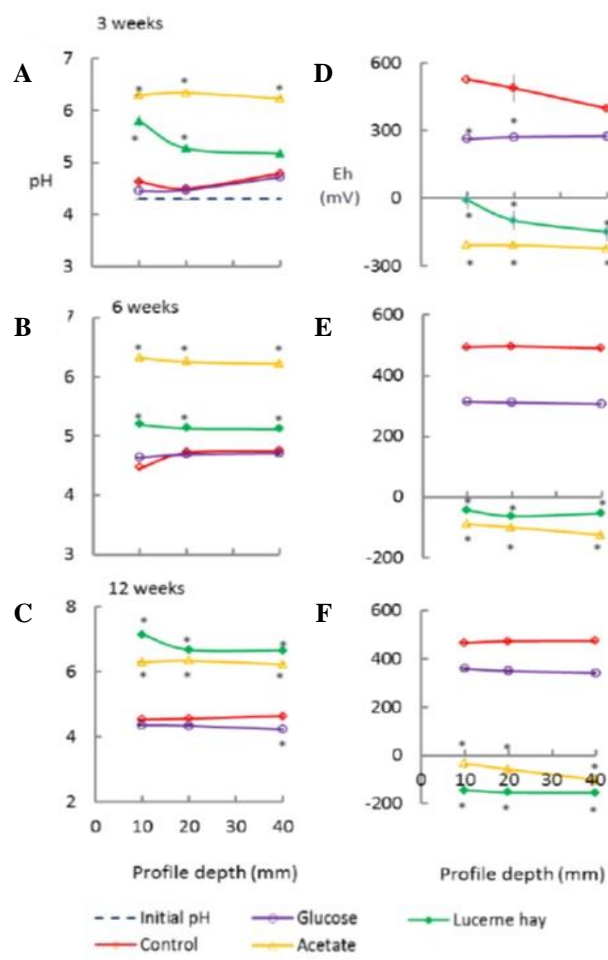 3 weeks
A
7
6
5
4
3
pH
D
600
300
0
-300
Eh
(mV)
B
6 weeks
7
6
5
4
3
E
600
400
200
0
-200
12 weeks
C
8
6
4
2
0 10 20 30 40
Profile depth (mm)
F
600
400
200
0
-200
0 10 20 30 40
Profile depth (mm)
Initial pH Glucose Lucerne hay
Control Acetate